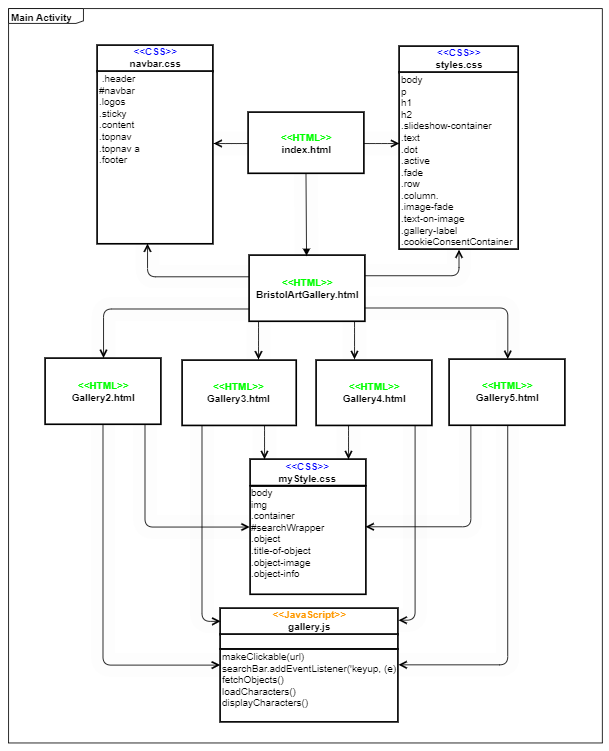 Main Activity
<<CSS>>
navbar.css
.header
#navbar
.logos
.sticky
.content
.topnav
.topnav a
.footer
<<CSS>>
styles.css
body
p
h1
h2
.slideshow-container
.text
.dot
.active
.fade
.row
.column.
.image-fade
.text-on-image
.gallery-label
.cookieConsentContainer
<<HTML>>
index.html
<<HTML>>
BristolArtGallery.html
<<HTML>>
Gallery2.html
<<HTML>>
Gallery3.html
<<HTML>>
Gallery4.html
<<HTML>>
Gallery5.html
<<CSS>>
myStyle.css
body
img
.container
#searchWrapper
.object
.title-of-object
.object-image
.object-info
<<JavaScript>>
gallery.js
makeClickable(url)
searchBar.addEventListener('keyup, (e)
fetchObjects()
loadCharacters()
displayCharacters()